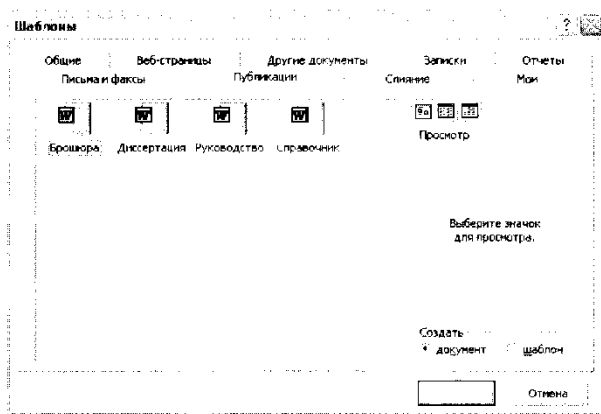 Шаблоны
Общие Веб-страницы Другие документы Записки Отчеты
Письма и факсы Публикации Слияние Мои
Брошюра Диссертация Руководство Справочник
Просмотр
Выберите значок
для просмотра.
Создать
документ шаблон
Отмена